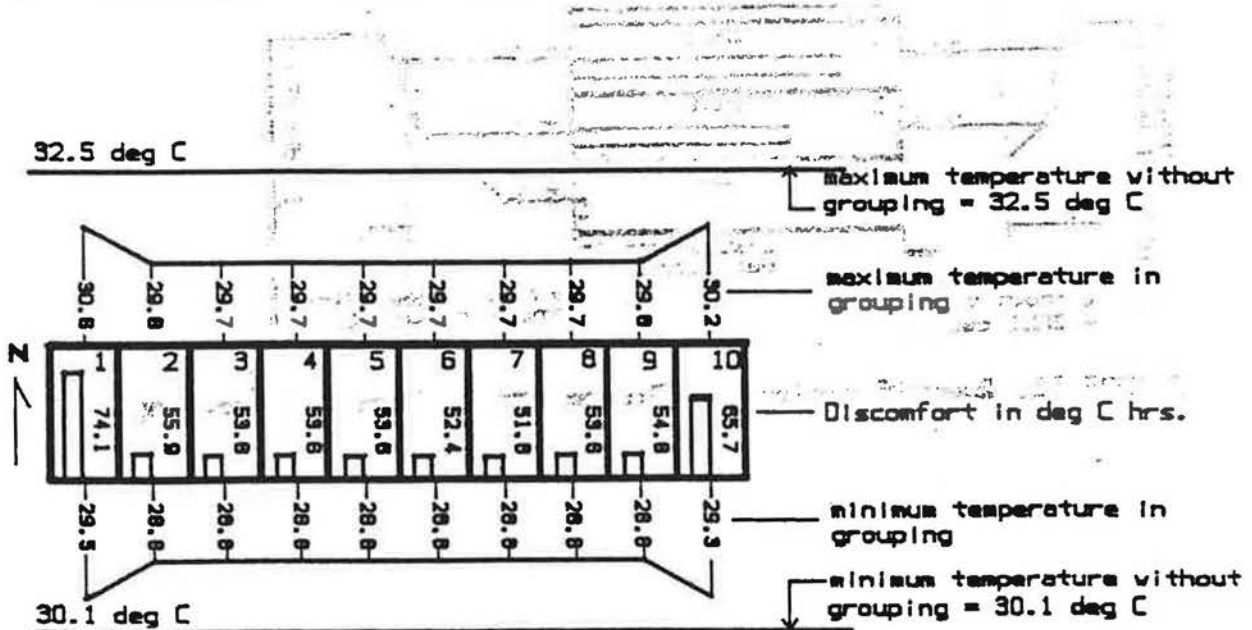 32.5 deg C
maximum temperature without
grouping = 32.5 deg C
30.8 29.8 29.7 29.7 29.7 29.7 29.7 29.7 29.8 30.2
maximum temperature in
grouping
N
1 2 3 4 5 6 7 8 9 10
74.1 55.9 53.8 53.8 53.8 52.4 51.8 53.8 54.8 65.7
Discomfort in deg C hrs.
29.5 28.8 28.8 28.8 28.8 28.8 28.8 28.8 28.8 29.3
minimum temperature in
grouping
minimum temperature without
grouping = 30.1 deg C
30.1 deg C